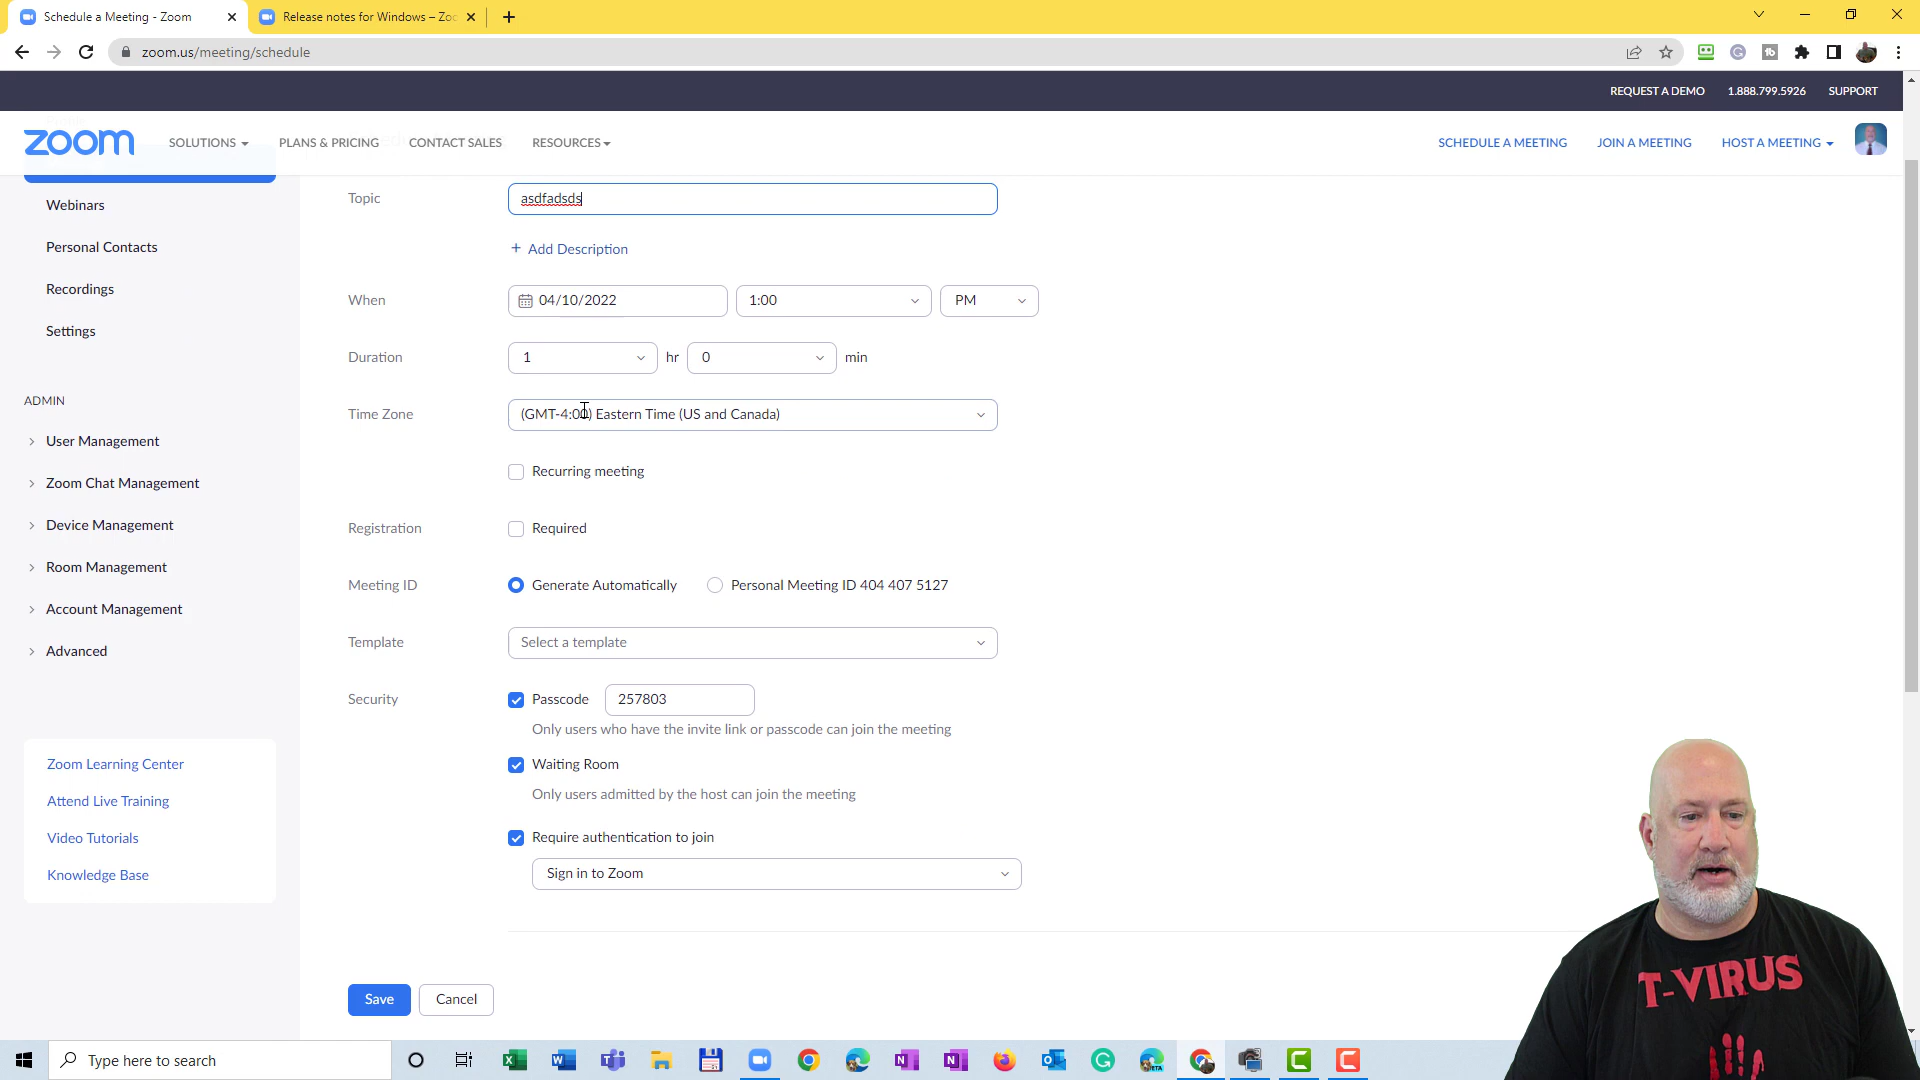 Schedule a Meeting - Zoom
Release notes for Windows – Zoo
zoom.us/meeting/schedule
REQUEST A DEMO 1.888.799.5926 SUPPORT
zoom SOLUTIONS PLANS & PRICING CONTACT SALES RESOURCES SCHEDULE A MEETING JOIN A MEETING HOST A MEETING
Webinars
Personal Contacts
Recordings
Settings
ADMIN
User Management
Zoom Chat Management
Device Management
Room Management
Account Management
Advanced
Zoom Learning Center
Attend Live Training
Video Tutorials
Knowledge Base
Topic asdfadsds
+ Add Description
When 04/10/2022 1:00 PM
Duration 1 hr 0 min
Time Zone (GMT-4:00) Eastern Time (US and Canada)
Recurring meeting
Registration Required
Meeting ID Generate Automatically Personal Meeting ID 404 407 5127
Template Select a template
Security Passcode 257803
Only users who have the invite link or passcode can join the meeting
Waiting Room
Only users admitted by the host can join the meeting
Require authentication to join
Sign in to Zoom
Save Cancel
T-VIRUS
Type here to search